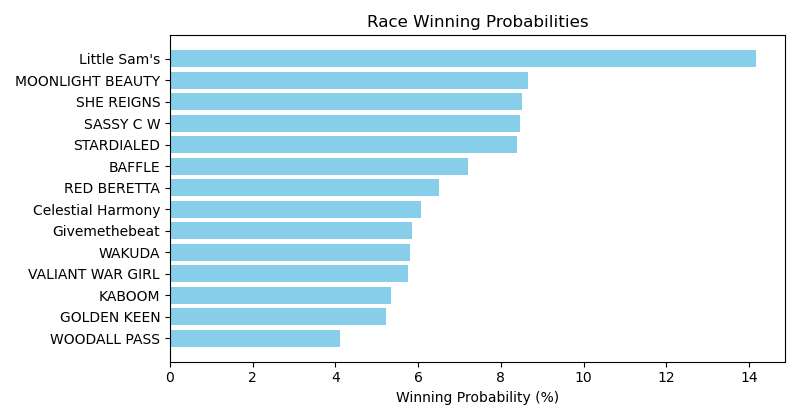 Race Winning Probabilities
Little Sam's
MOONLIGHT BEAUTY
SHE REIGNS
SASSY C W
STARDIALED
BAFFLE
RED BERETTA
Celestial Harmony
Givemethebeat
WAKUDA
VALIANT WAR GIRL
KABOOM
GOLDEN KEEN
WOODALL PASS
0 2 4 6 8 10 12 14
Winning Probability (%)